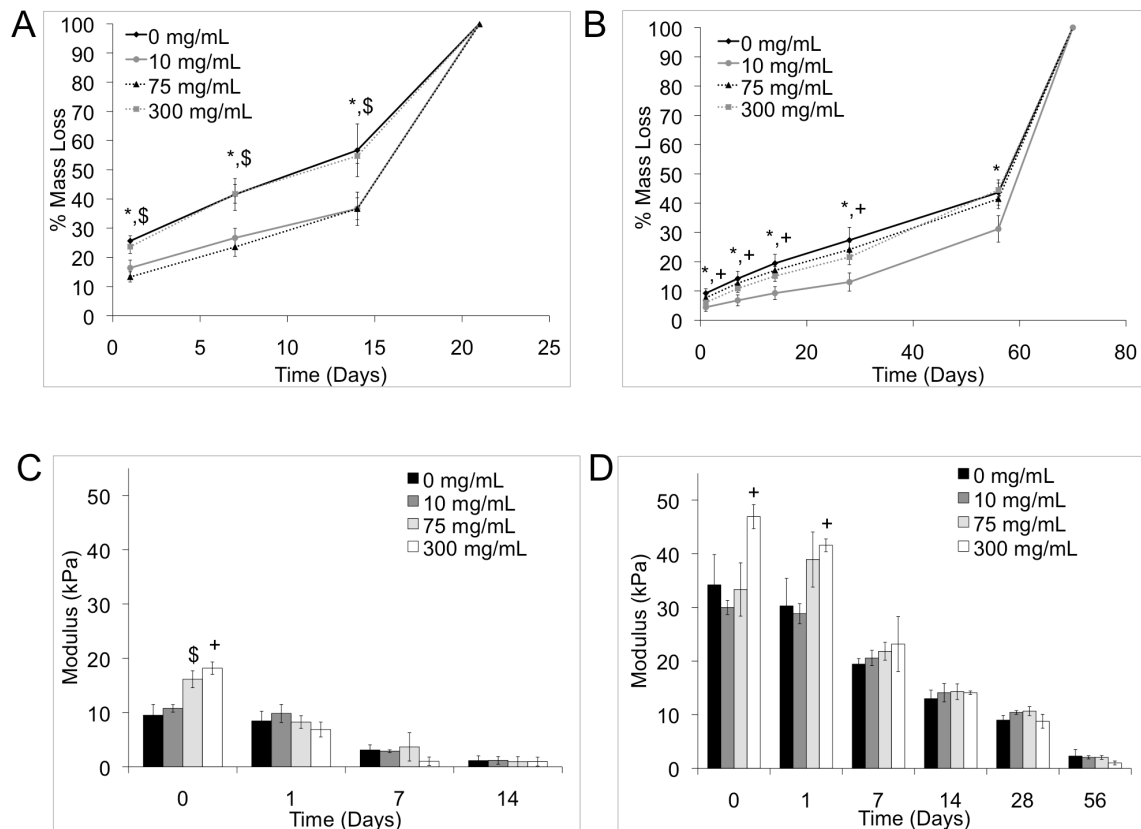 A
% Mass Loss
100
90
80
70
60
50
40
30
20
10
0
0 mg/mL
10 mg/mL
75 mg/mL
300 mg/mL
*,$
*,$
*,$
0 5 10 15 20 25
Time (Days)
B
% Mass Loss
100
90
80
70
60
50
40
30
20
10
0
0 mg/mL
10 mg/mL
75 mg/mL
300 mg/mL
*,+
*,+
*,+
*,+
*
0 20 40 60 80
Time (Days)
C
Modulus (kPa)
50
40
30
20
10
0
0 mg/mL
10 mg/mL
75 mg/mL
300 mg/mL
$ +
0 1 7 14
Time (Days)
D
Modulus (kPa)
50
40
30
20
10
0
0 mg/mL
10 mg/mL
75 mg/mL
300 mg/mL
+
+
0 1 7 14 28 56
Time (Days)